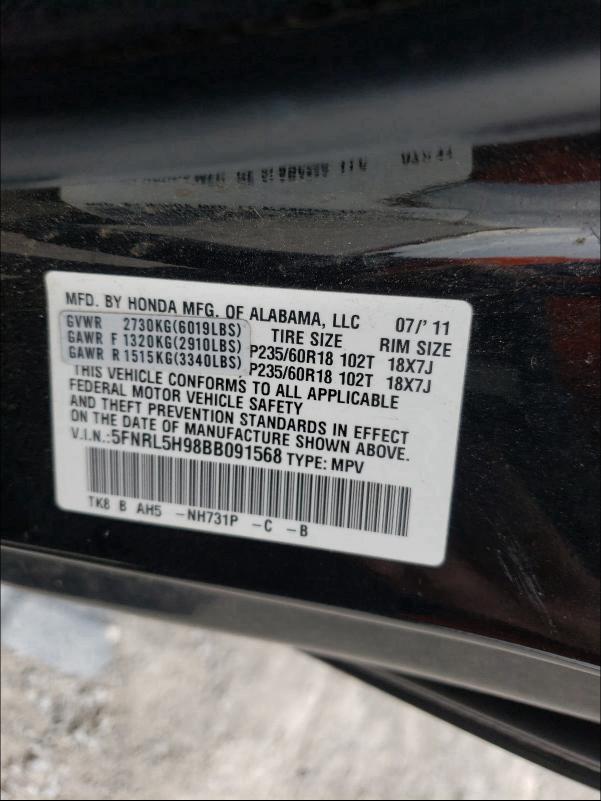 MFD. BY HONDA MFG. OF ALABAMA, LLC 07/'11
TIRE SIZE RIM SIZE
GVWR 2730KG(6019LBS)
GAWR F 1320KG(2910LBS) P235/60R18 102T 18X7J
GAWR R 1515KG(3340LBS) P235/60R18 102T 18X7J
THIS VEHICLE CONFORMS TO ALL APPLICABLE
FEDERAL MOTOR VEHICLE SAFETY
AND THEFT PREVENTION STANDARDS IN EFFECT
ON THE DATE OF MANUFACTURE SHOWN ABOVE.
V.I.N.:5FNRL5H98BB091568 TYPE: MPV
TK8 B AH5 -NH731P -C -B